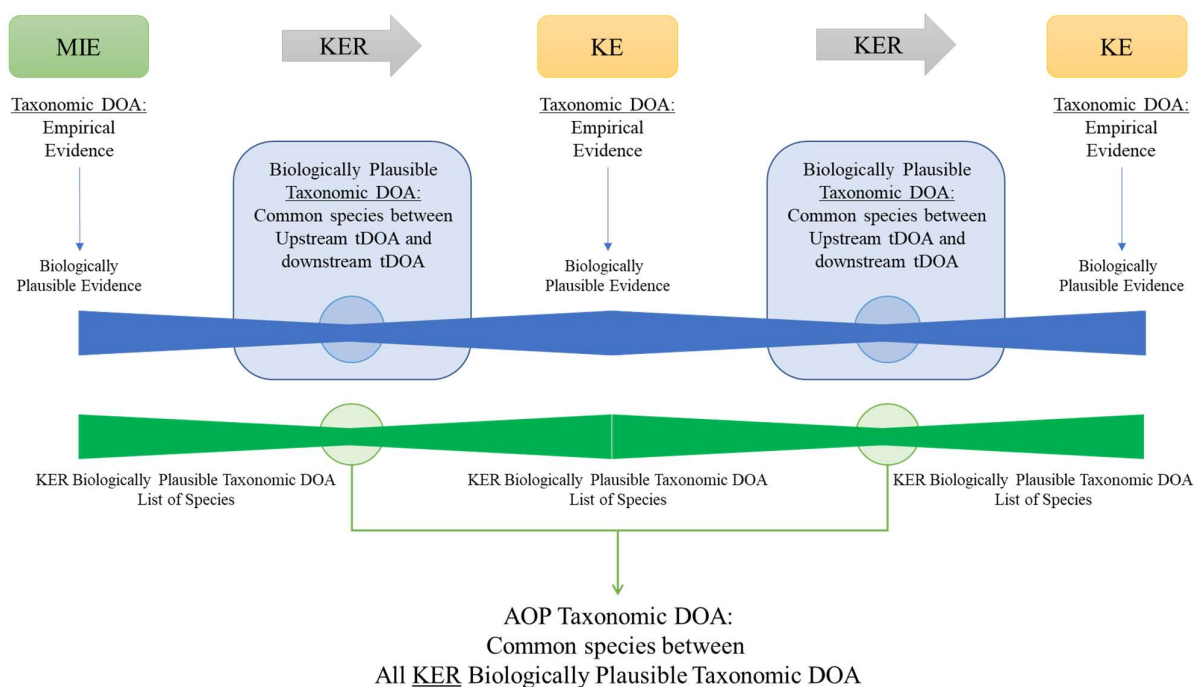 MIE
KER
KE
KER
KE
Taxonomic DOA:
Empirical
Evidence
Biologically
Plausible Evidence
Biologically Plausible
Taxonomic DOA:
Common species between
Upstream tDOA and
downstream tDOA
Taxonomic DOA:
Empirical
Evidence
Biologically
Plausible Evidence
Biologically Plausible
Taxonomic DOA:
Common species between
Upstream tDOA and
downstream tDOA
Taxonomic DOA:
Empirical
Evidence
Biologically
Plausible Evidence
KER Biologically Plausible Taxonomic DOA
List of Species
KER Biologically Plausible Taxonomic DOA
List of Species
KER Biologically Plausible Taxonomic DOA
List of Species
AOP Taxonomic DOA:
Common species between
All KER Biologically Plausible Taxonomic DOA